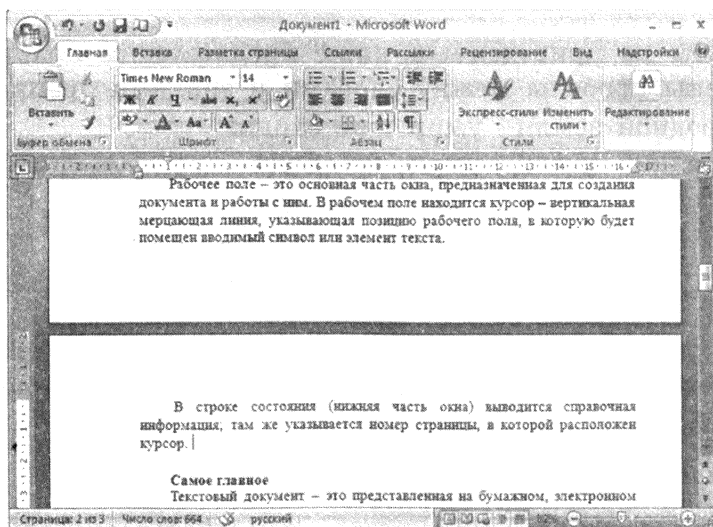 Документ1 - Microsoft Word
Главная Вставка Разметка страницы Ссылки Рассылки Рецензирование Вид Надстройки
Times New Roman 14
Вставить
Ж К Ч abe x, x'
Aa A A
Экспресс-стили Изменить стили Редактирование
Буфер обмена Шрифт Абзац Стили
Рабочее поле – это основная часть окна, предназначенная для создания
документа и работы с ним. В рабочем поле находится курсор – вертикальная
мерцающая линия, указывающая позицию рабочего поля, в которую будет
помещен вводимый символ или элемент текста.
В строке состояния (нижняя часть окна) выводится справочная
информация; там же указывается номер страницы, в которой расположен
курсор.
Самое главное
Текстовый документ – это представленная на бумажном, электронном
Страница: 2 из 3 Число слов: 664 русский